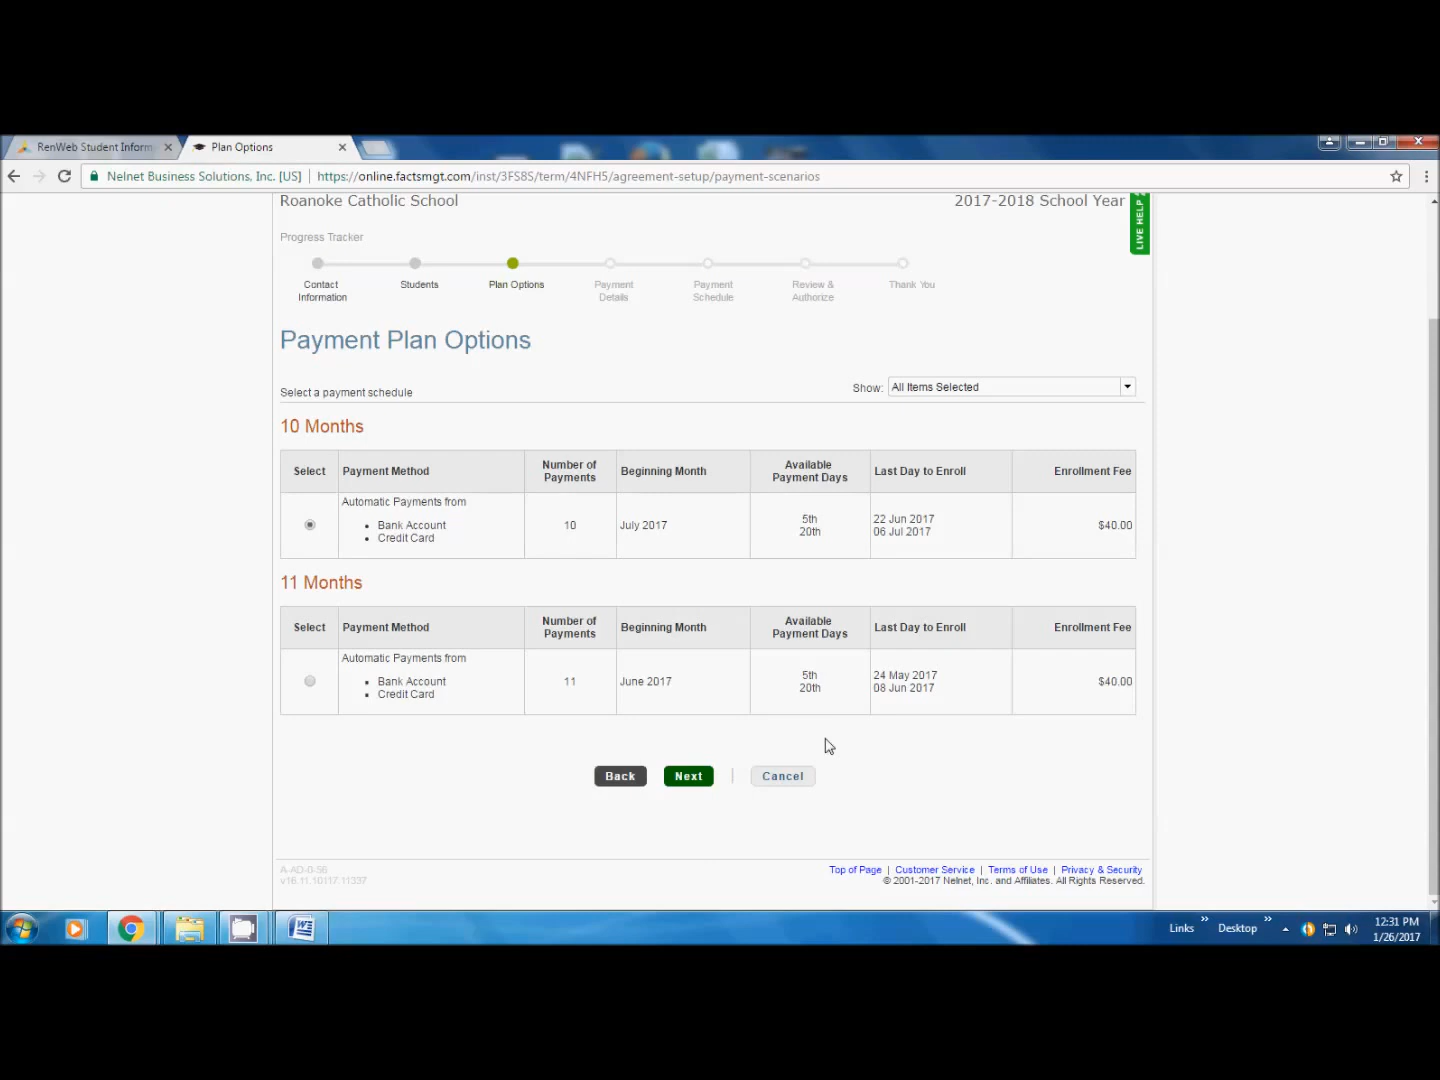 RenWeb Student Inform
Plan Options
Nelnet Business Solutions, Inc. [US] | https://online.factsmgt.com/inst/3FS8S/term/4NFH5/agreement-setup/payment-scenarios
Roanoke Catholic School
2017-2018 School Year
LIVE HELP
Progress Tracker
Contact Information
Students
Plan Options
Payment Details
Payment Schedule
Review & Authorize
Thank You
Payment Plan Options
Select a payment schedule
Show: All Items Selected
10 Months
Select Payment Method Number of Payments Beginning Month Available Payment Days Last Day to Enroll Enrollment Fee
Automatic Payments from
• Bank Account
• Credit Card
10
July 2017
5th
20th
22 Jun 2017
06 Jul 2017
$40.00
11 Months
Select Payment Method Number of Payments Beginning Month Available Payment Days Last Day to Enroll Enrollment Fee
Automatic Payments from
• Bank Account
• Credit Card
11
June 2017
5th
20th
24 May 2017
08 Jun 2017
$40.00
Back Next | Cancel
A-AD-0-56
v16.11.10117.11337
Top of Page | Customer Service | Terms of Use | Privacy & Security
© 2001-2017 Nelnet, Inc. and Affiliates. All Rights Reserved.
Links » Desktop »
12:31 PM
1/26/2017